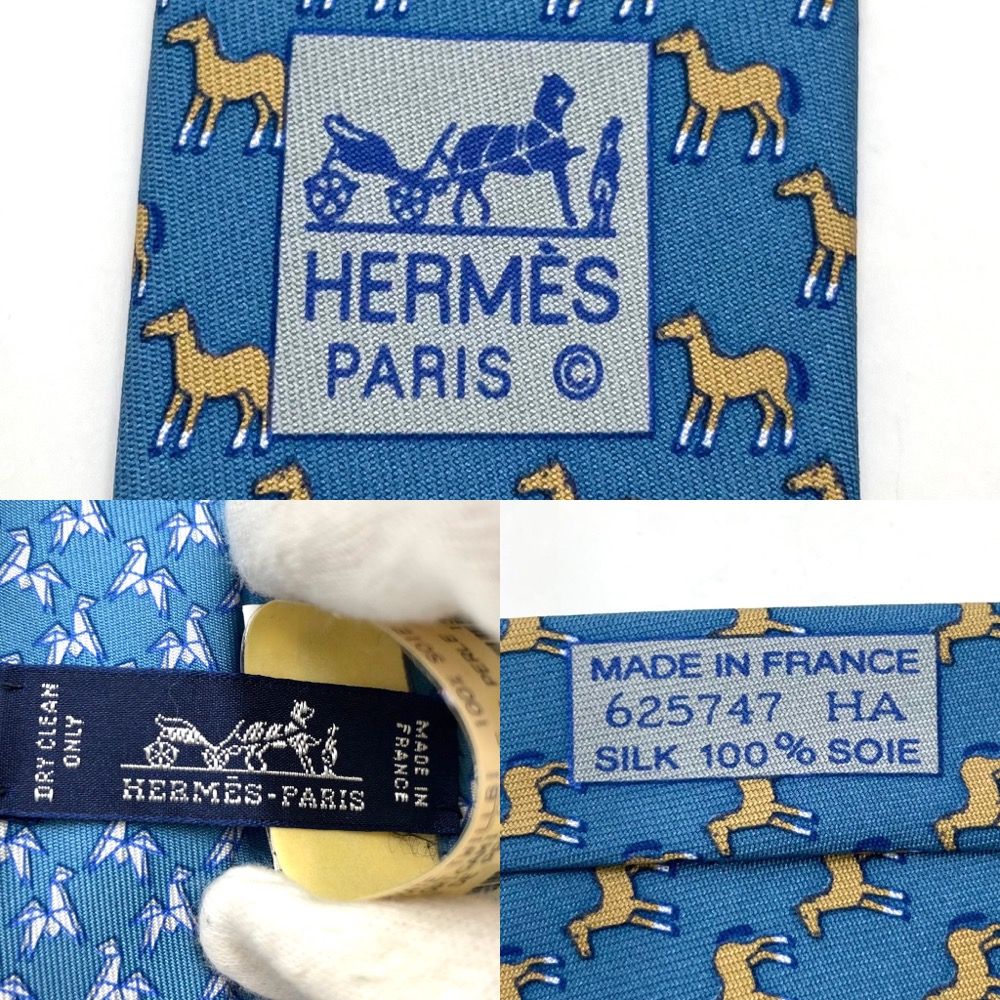 HERMÈS
PARIS ©
DRY CLEAN
ONLY
HERMÈS-PARIS
MADE IN
FRANCE
MADE IN FRANCE
625747 HA
SILK 100% SOIE